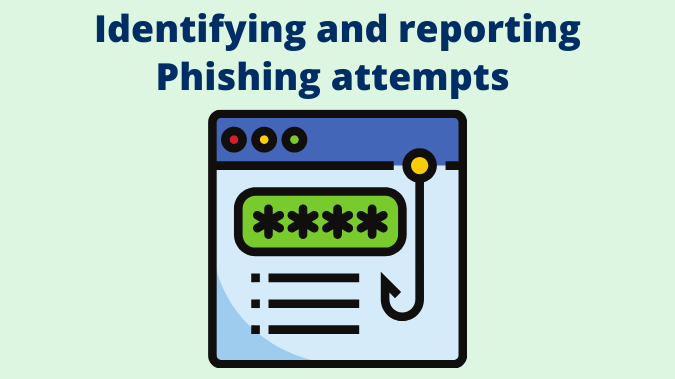 Identifying and reporting
Phishing attempts
****